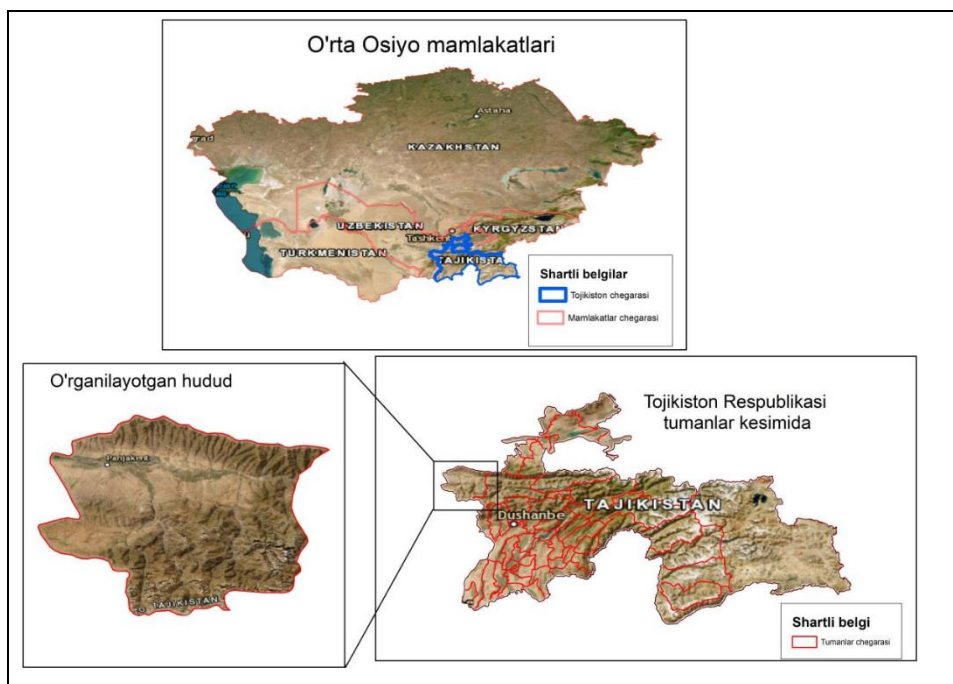 O'rta Osiyo mamlakatlari
Astana
KAZAKHSTAN
UZBEKISTAN
KYRGYZSTAN
Tashkent
TURKMENISTAN
TAJIKISTA
Shartli belgilar
Tojikiston chegarasi
Mamlakatlar chegarasi
O'rganilayotgan hudud
Panjakent
TAJIKISTAN
Tojikiston Respublikasi
tumanlar kesimida
TAJIKISTAN
Dushanbe
Shartli belgi
Tumanlar chegarasi